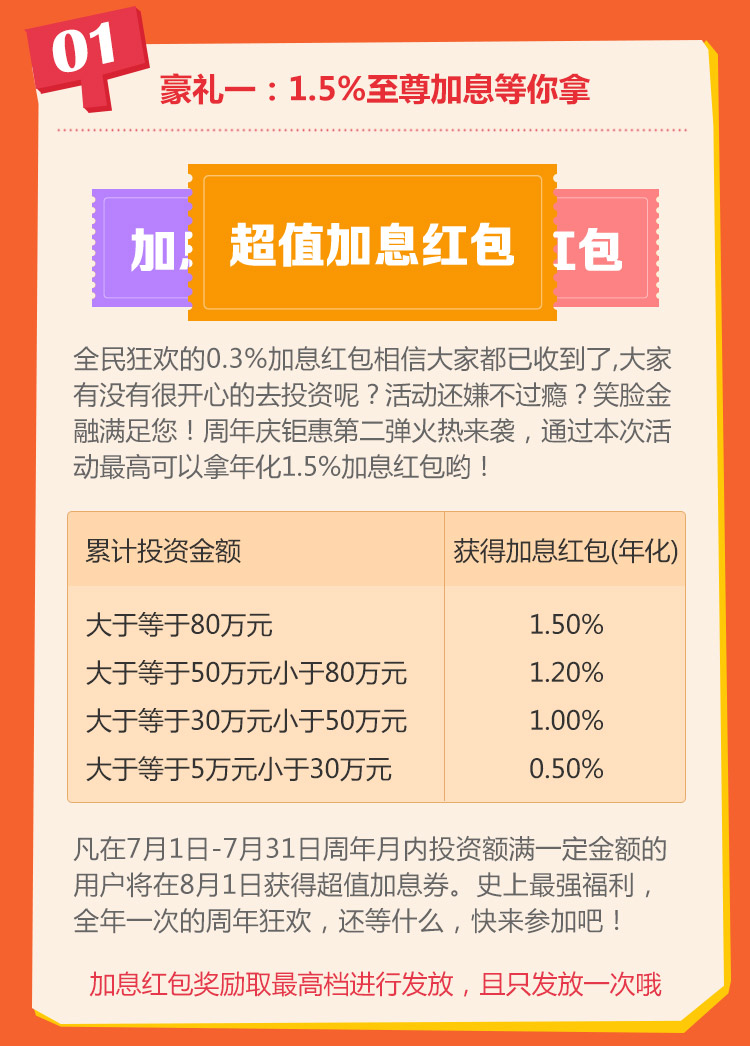 01
豪礼一：1.5%至尊加息等你拿
加息
超值加息红包
红包
全民狂欢的0.3%加息红包相信大家都已收到了,大家
有没有很开心的去投资呢？活动还嫌不过瘾？笑脸金
融满足您！周年庆钜惠第二弹火热来袭，通过本次活
动最高可以拿年化1.5%加息红包哟！
累计投资金额 获得加息红包(年化)
大于等于80万元 1.50%
大于等于50万元小于80万元 1.20%
大于等于30万元小于50万元 1.00%
大于等于5万元小于30万元 0.50%
凡在7月1日-7月31日周年月内投资额满一定金额的
用户将在8月1日获得超值加息券。史上最强福利，
全年一次的周年狂欢，还等什么，快来参加吧！
加息红包奖励取最高档进行发放，且只发放一次哦